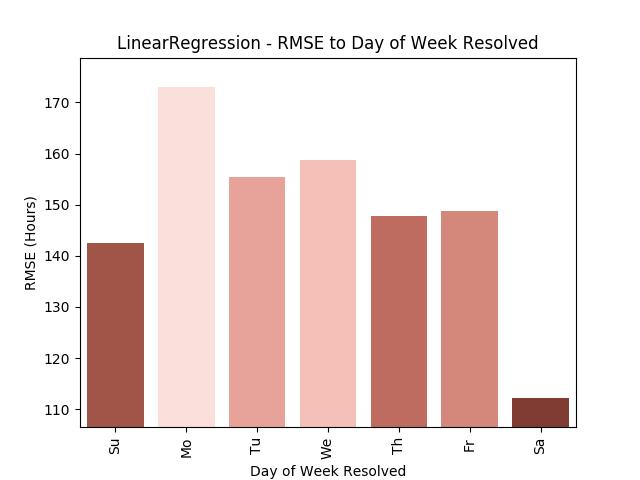 LinearRegression - RMSE to Day of Week Resolved
RMSE (Hours)
170
160
150
140
130
120
110
Su
Mo
Tu
We
Th
Fr
Sa
Day of Week Resolved